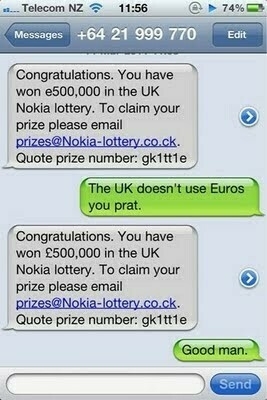 Telecom NZ 11:56 74%
Messages +64 21 999 770 Edit
Congratulations. You have
won e500,000 in the UK
Nokia lottery. To claim your
prize please email
prizes@Nokia-lottery.co.ck.
Quote prize number: gk1tt1e
The UK doesn't use Euros
you prat.
Congratulations. You have
won £500,000 in the UK
Nokia lottery. To claim your
prize please email
prizes@Nokia-lottery.co.ck.
Quote prize number: gk1tt1e
Good man.
Send